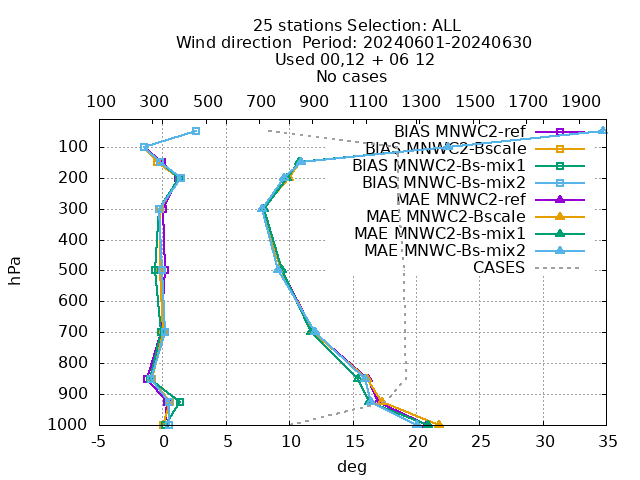 25 stations Selection: ALL
Wind direction  Period: 20240601-20240630
Used 00,12 + 06 12
No cases
100 300 500 700 900 1100 1300 1500 1700 1900
BIAS MNWC2-ref
BIAS MNWC2-Bscale
BIAS MNWC2-Bs-mix1
BIAS MNWC-Bs-mix2
MAE MNWC2-ref
MAE MNWC2-Bscale
MAE MNWC2-Bs-mix1
MAE MNWC-Bs-mix2
CASES
hPa
100
200
300
400
500
600
700
800
900
1000
-5 0 5 10 15 20 25 30 35
deg